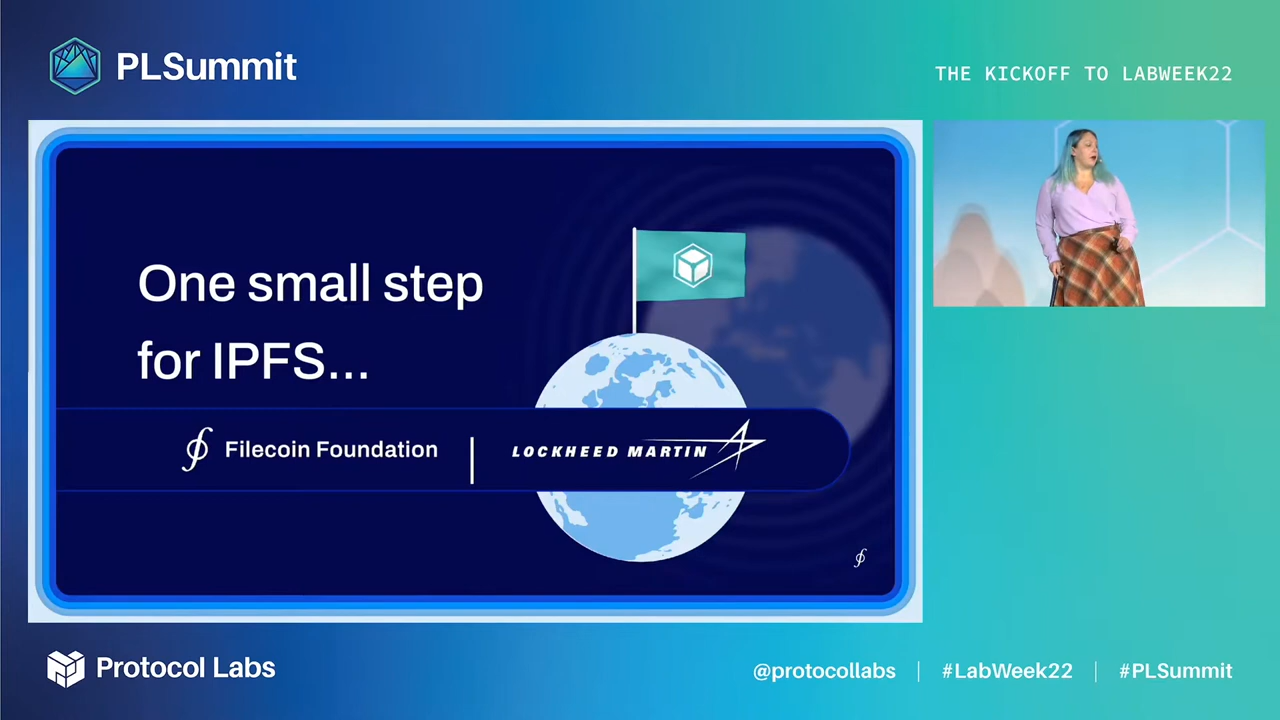 PLSummit
THE KICKOFF TO LABWEEK22
One small step
for IPFS...
Filecoin Foundation
LOCKHEED MARTIN
Protocol Labs
@protocollabs | #LabWeek22 | #PLSummit